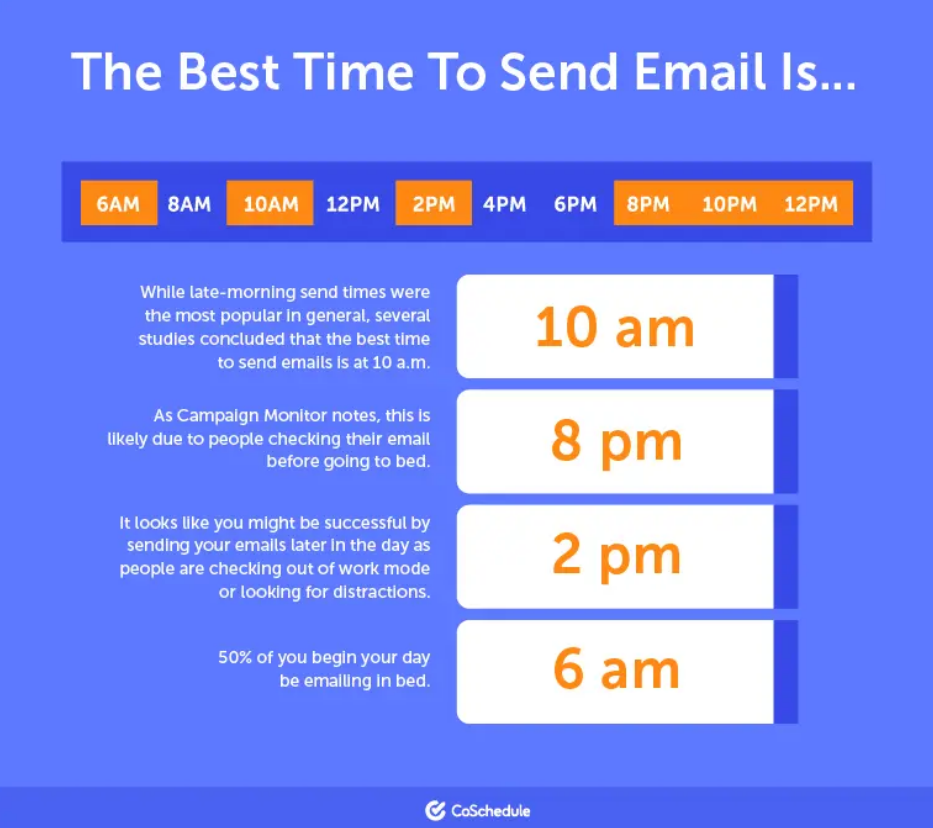 The Best Time To Send Email Is...
6AM 8AM 10AM 12PM 2PM 4PM 6PM 8PM 10PM 12PM
While late-morning send times were
the most popular in general, several
studies concluded that the best time
to send emails is at 10 a.m.
10 am
As Campaign Monitor notes, this is
likely due to people checking their email
before going to bed.
8 pm
It looks like you might be successful by
sending your emails later in the day as
people are checking out of work mode
or looking for distractions.
2 pm
50% of you begin your day
be emailing in bed.
6 am
CoSchedule